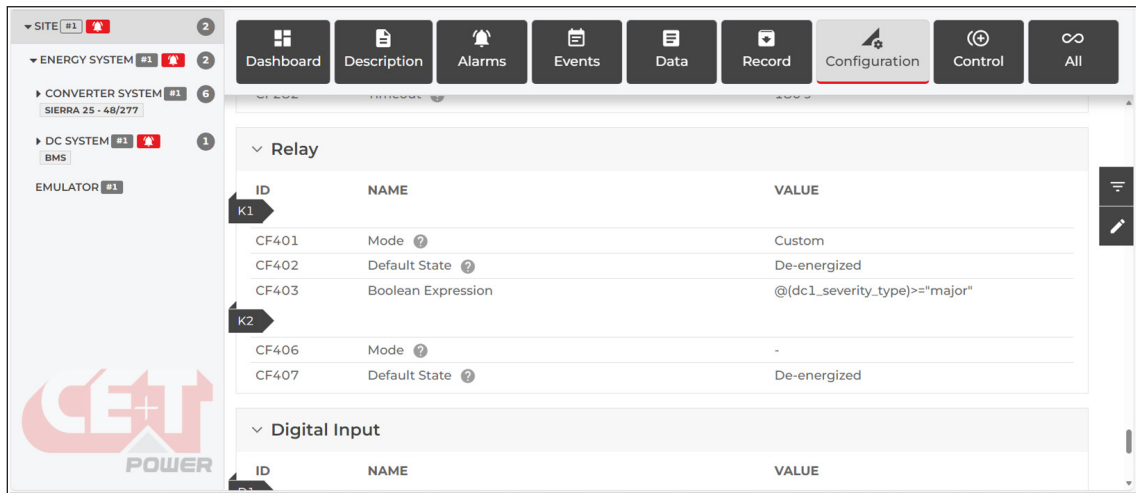 SITE #1 2
ENERGY SYSTEM #1 2
CONVERTER SYSTEM #1 6
SIERRA 25 - 48/277
DC SYSTEM #1 1
BMS
EMULATOR #1
CE+T
POWER
Dashboard Description Alarms Events Data Record Configuration Control All
Relay
ID NAME VALUE
K1
CF401 Mode ? Custom
CF402 Default State ? De-energized
CF403 Boolean Expression @(dc1_severity_type)>="major"
K2
CF406 Mode ? -
CF407 Default State ? De-energized
Digital Input
ID NAME VALUE